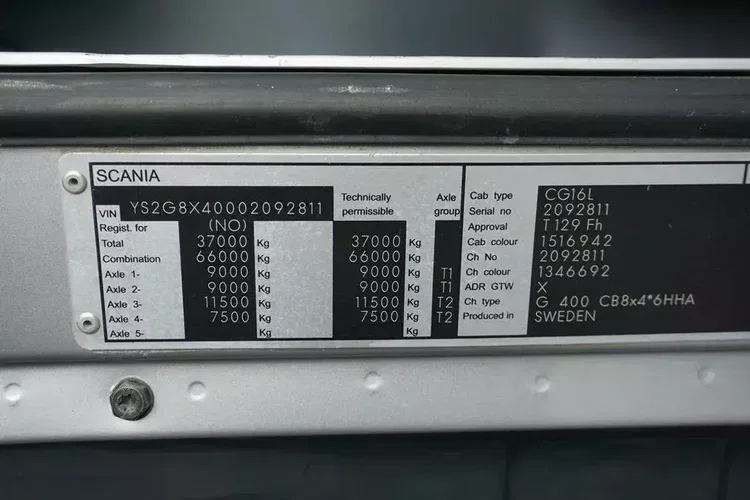 SCANIA
VIN YS2G8X40002092811
Technically permissible
Axle group
Regist. for (NO)
Total 37000 Kg 37000 Kg
Combination 66000 Kg 66000 Kg
Axle 1- 9000 Kg 9000 Kg T1
Axle 2- 9000 Kg 9000 Kg T1
Axle 3- 11500 Kg 11500 Kg T2
Axle 4- 7500 Kg 7500 Kg T2
Axle 5- Kg Kg
Cab type CG16L
Serial no 2092811
Approval T129 Fh
Cab colour 1516942
Ch No 2092811
Ch colour 1346692
ADR GTW X
Ch type G 400 CB8x4*6HHA
Produced in SWEDEN